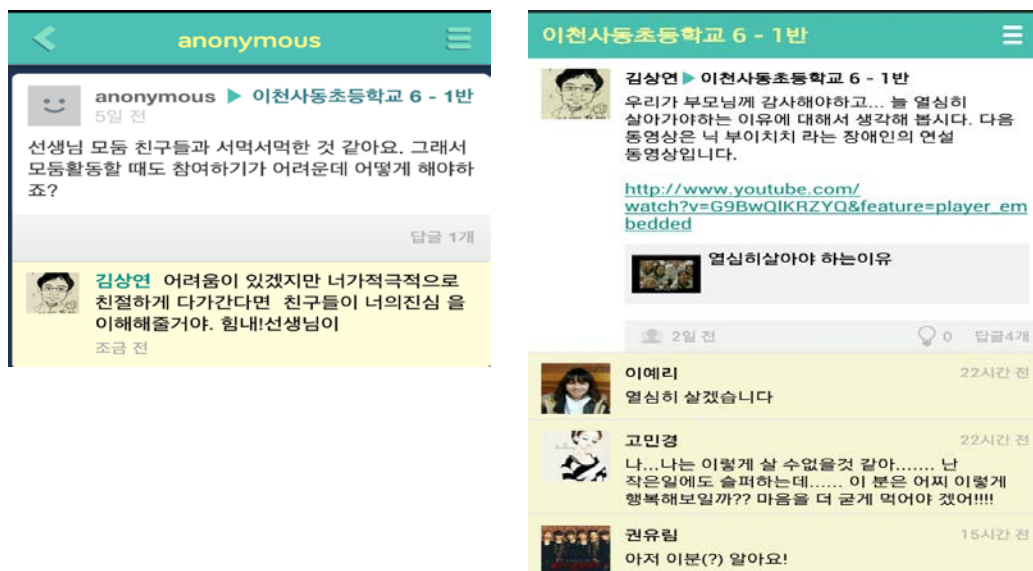 anonymous
anonymous ▶ 이천사동초등학교 6 - 1반
5일 전
선생님 모둠 친구들과 서먹서먹한 것 같아요. 그래서
모둠활동할 때도 참여하기가 어려운데 어떻게 해야하
죠?
답글 1개
김상연 어려움이 있겠지만 너가적극적으로
친절하게 다가간다면 친구들이 너의진심 을
이해해줄거야. 힘내!선생님이
조금 전
이천사동초등학교 6 - 1반
김상연▶ 이천사동초등학교 6 - 1반
우리가 부모님께 감사해야하고... 늘 열심히
살아가야하는 이유에 대해서 생각해 봅시다. 다음
동영상은 닉 부이치치 라는 장애인의 연설
동영상입니다.
http://www.youtube.com/
watch?v=G9BwQlKRZYQ&feature=player_em
bedded
열심히살아야 하는이유
2일 전 0 답글4개
이예리 22시간 전
열심히 살겠습니다
고민경 22시간 전
나...나는 이렇게 살 수없을것 같아....... 난
작은일에도 슬퍼하는데...... 이 분은 어찌 이렇게
행복해보일까?? 마음을 더 굳게 먹어야 겠어!!!!
권유림 15시간 전
아저 이분(?) 알아요!